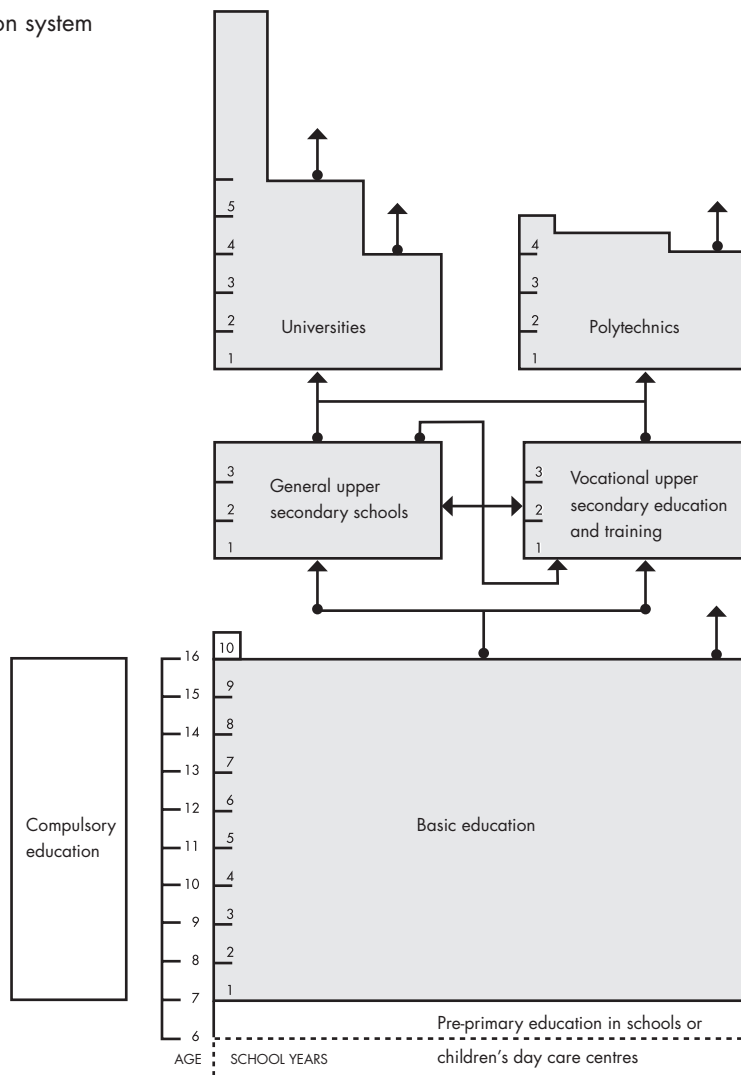 on system
5
4
3
2
1
Universities
4
3
2
1
Polytechnics
3
2
1
General upper
secondary schools
3
2
1
Vocational upper
secondary education
and training
Compulsory
education
16
15
14
13
12
11
10
9
8
7
6
10
9
8
7
6
5
4
3
2
1
Basic education
Pre-primary education in schools or
children's day care centres
AGE
SCHOOL YEARS